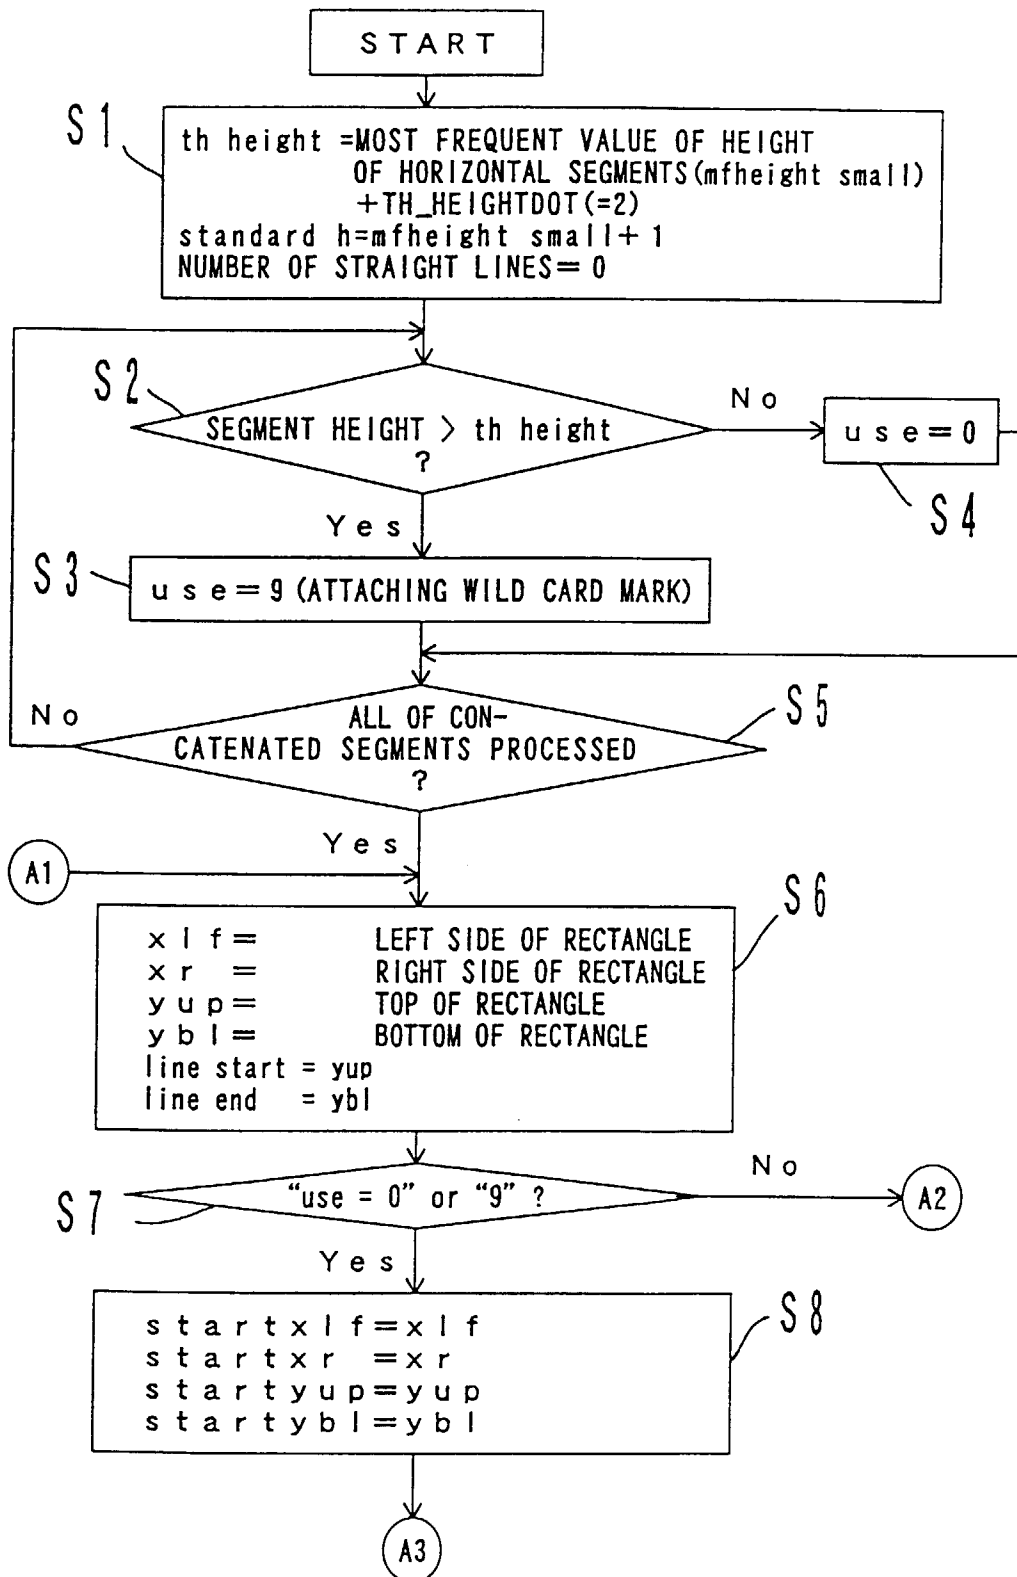 START
S1
th height =MOST FREQUENT VALUE OF HEIGHT
OF HORIZONTAL SEGMENTS(mfheight small)
+TH_HEIGHTDOT(=2)
standard h=mfheight small+1
NUMBER OF STRAIGHT LINES=0
S2
SEGMENT HEIGHT > th height
?
No
use=0
S4
Yes
S3
use=9(ATTACHING WILD CARD MARK)
No
ALL OF CON-
CATENATED SEGMENTS PROCESSED
?
S5
Yes
A1
S6
xlf= LEFT SIDE OF RECTANGLE
xr = RIGHT SIDE OF RECTANGLE
yup= TOP OF RECTANGLE
ybl= BOTTOM OF RECTANGLE
line start = yup
line end = ybl
S7
“use = 0” or “9” ?
No
A2
Yes
S8
startxlf=xlf
startxr =xr
startyup=yup
startybl=ybl
A3